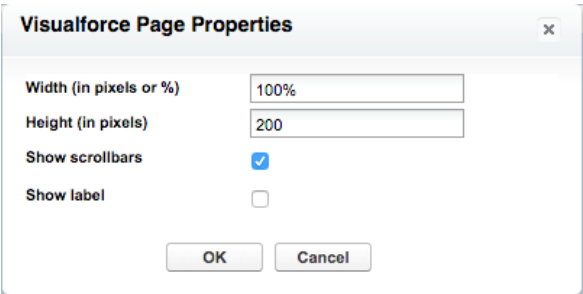 Visualforce Page Properties
Width (in pixels or %) 100%
Height (in pixels) 200
Show scrollbars
Show label
OK Cancel